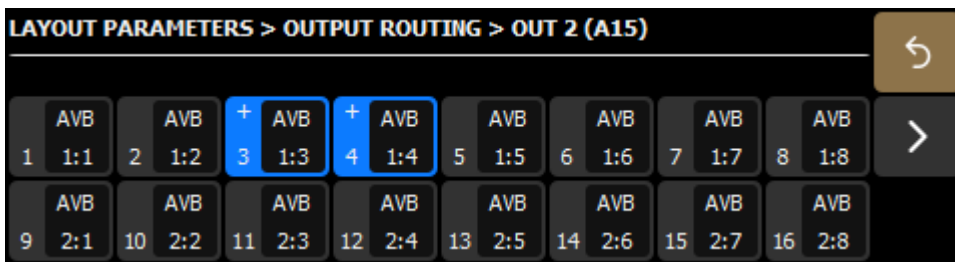 LAYOUT PARAMETERS > OUTPUT ROUTING > OUT 2 (A15)
AVB AVB + AVB + AVB AVB AVB AVB AVB
1 1:1 2 1:2 3 1:3 4 1:4 5 1:5 6 1:6 7 1:7 8 1:8
AVB AVB AVB AVB AVB AVB AVB AVB
9 2:1 10 2:2 11 2:3 12 2:4 13 2:5 14 2:6 15 2:7 16 2:8